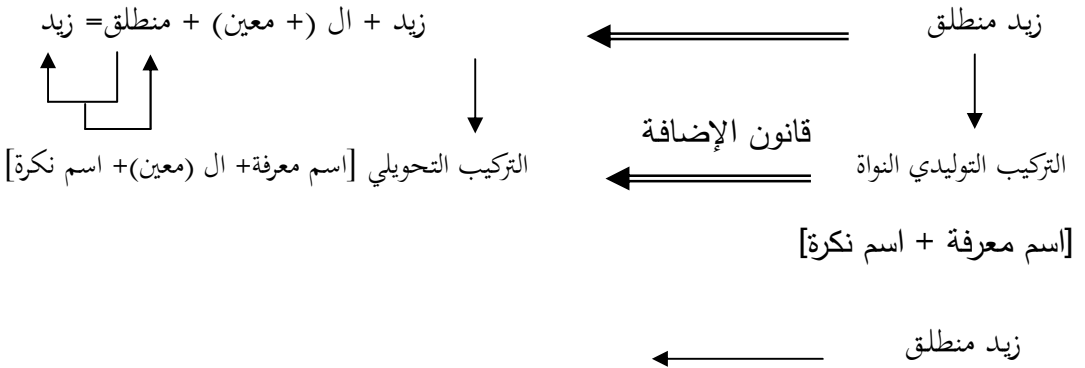 زيد منطلق
زيد + ال (+ معين) + منطلق= زيد
قانون الإضافة
التركيب التوليدي النواة
التركيب التحويلي [اسم معرفة+ ال (معين)+ اسم نكرة]
[اسم معرفة + اسم نكرة]
زيد منطلق